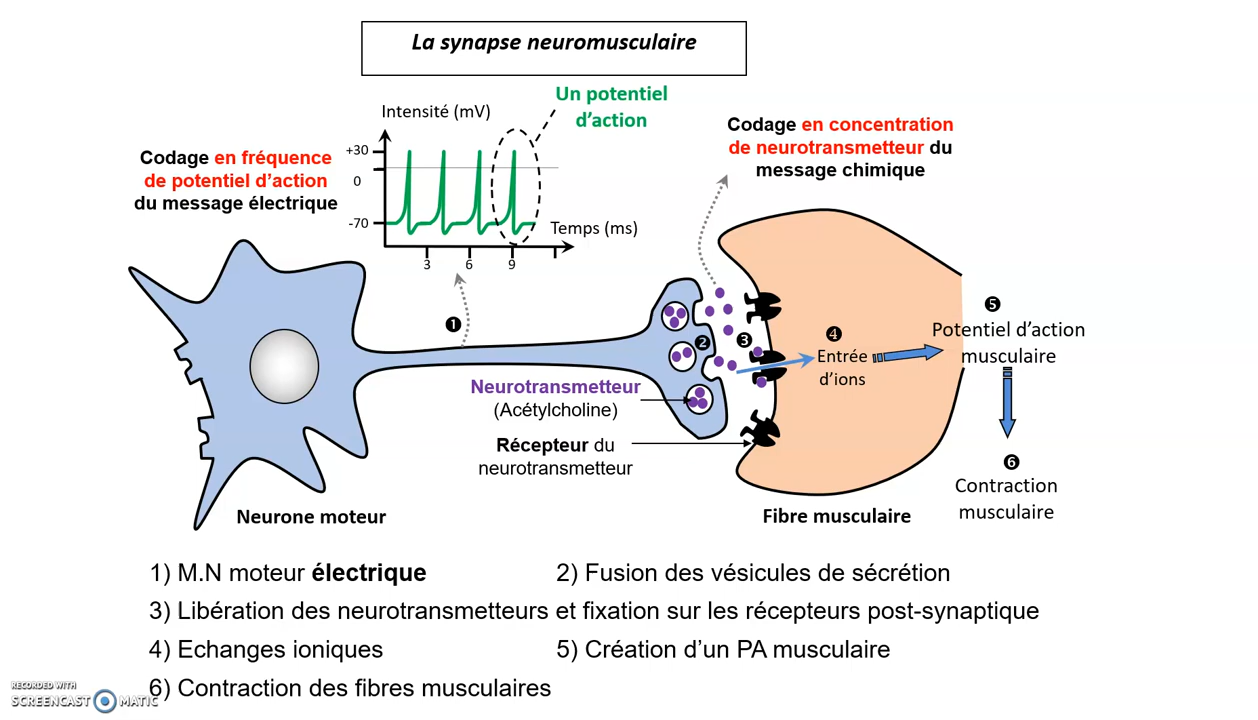 La synapse neuromusculaire
Un potentiel
d’action
Intensité (mV)
+30
0
-70
Temps (ms)
3 6 9
Codage en fréquence
de potentiel d’action
du message électrique
Codage en concentration
de neurotransmetteur du
message chimique
❶
❷
❸
❹
Entrée
d’ions
❺
Potentiel d’action
musculaire
❻
Contraction
musculaire
Neurotransmetteur
(Acétylcholine)
Récepteur du
neurotransmetteur
Neurone moteur
Fibre musculaire
1) M.N moteur électrique
2) Fusion des vésicules de sécrétion
3) Libération des neurotransmetteurs et fixation sur les récepteurs post-synaptique
4) Echanges ioniques
5) Création d’un PA musculaire
6) Contraction des fibres musculaires
RECORDED WITH
SCREENCAST MATIC